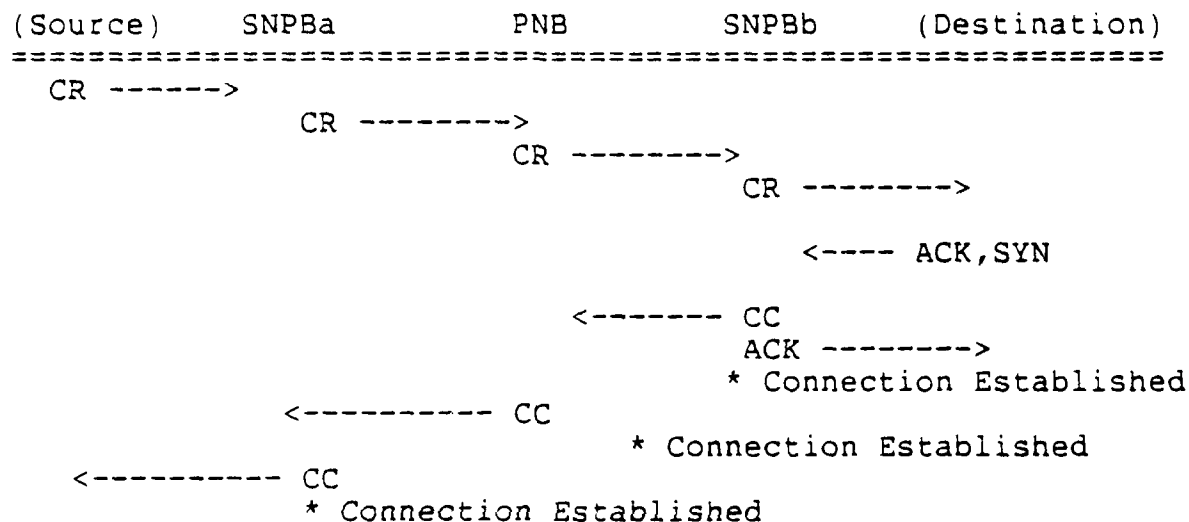 (Source) SNPBa PNB SNPBb (Destination)
==================================================================
CR ------>
CR -------->
CR -------->
CR -------->
<---- ACK,SYN
<------- CC
ACK -------->
* Connection Established
<---------- CC
* Connection Established
<---------- CC
* Connection Established